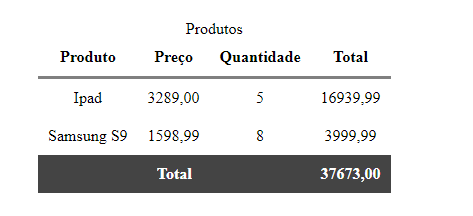 Produtos
Produto Preço Quantidade Total
Ipad 3289,00 5 16939,99
Samsung S9 1598,99 8 3999,99
Total 37673,00